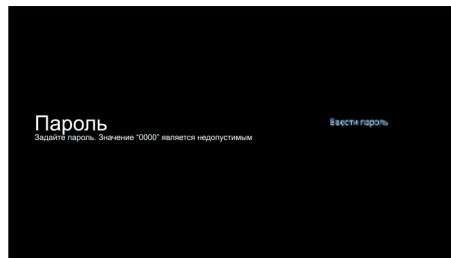 Пароль
Задайте пароль. Значение "0000" является недопустимым
Ввести пароль